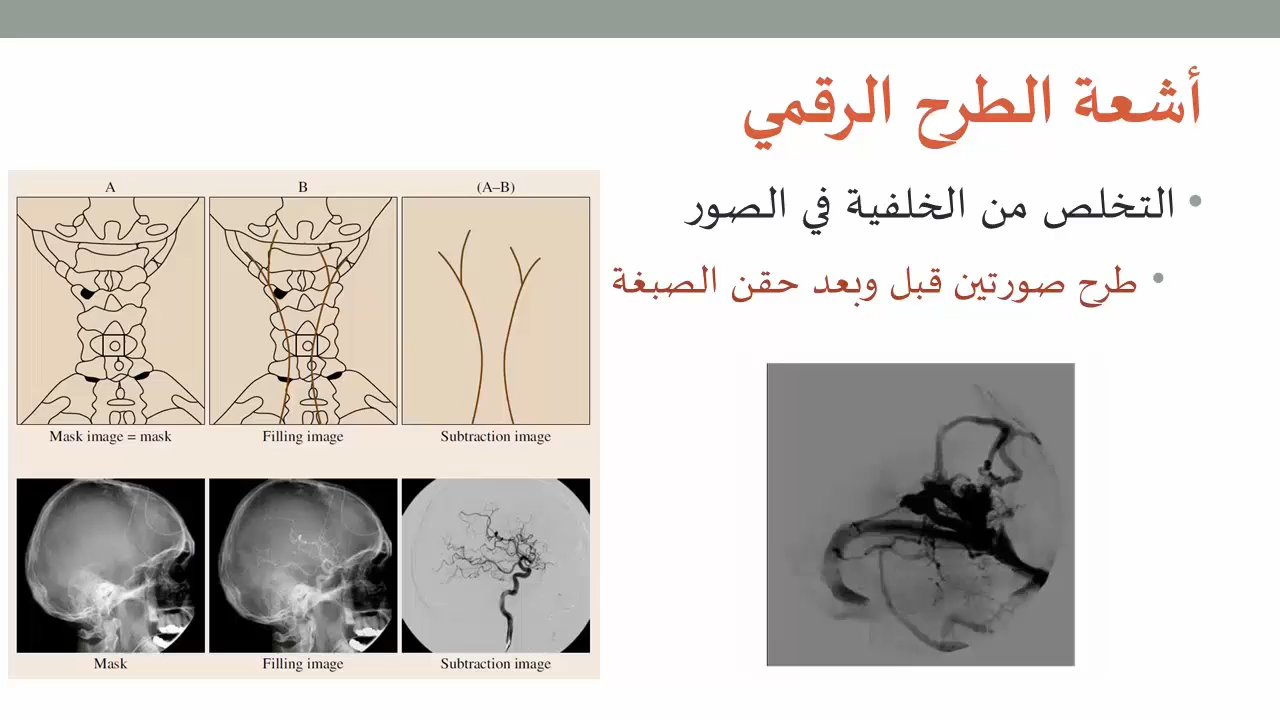 أشعة الطرح الرقمي
• التخلص من الخلفية في الصور
• طرح صورتين قبل وبعد حقن الصبغة
A B (A–B)
Mask image = mask Filling image Subtraction image
Mask Filling image Subtraction image